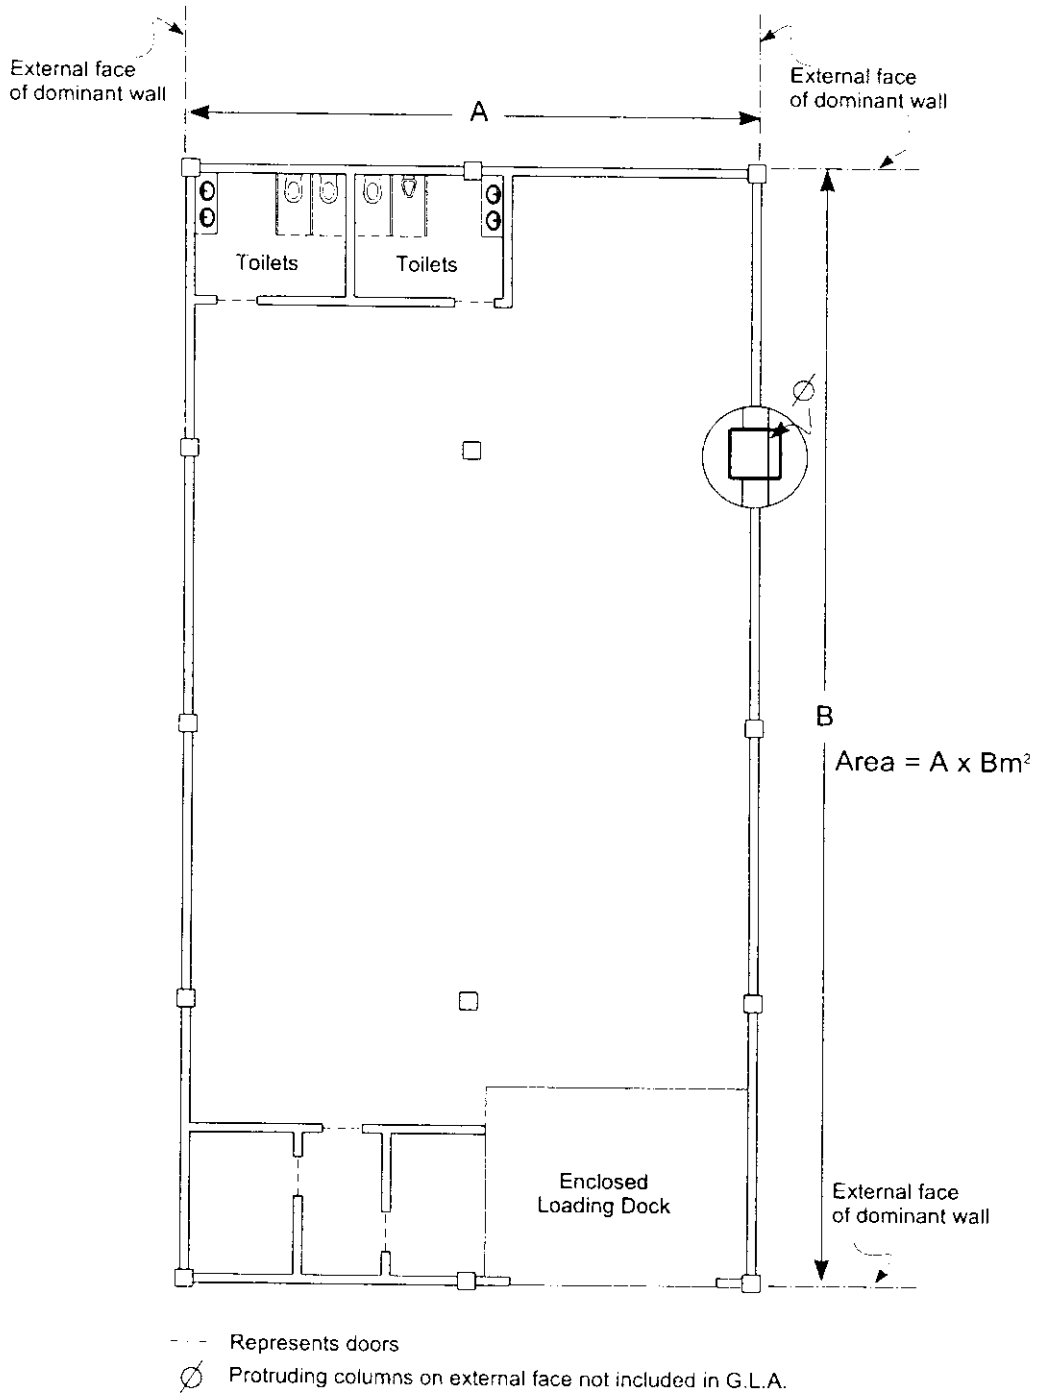 External face
of dominant wall
External face
of dominant wall
A
Toilets
Toilets
Ø
B
Area = A x Bm²
Enclosed
Loading Dock
External face
of dominant wall
Represents doors
Ø Protruding columns on external face not included in G.L.A.